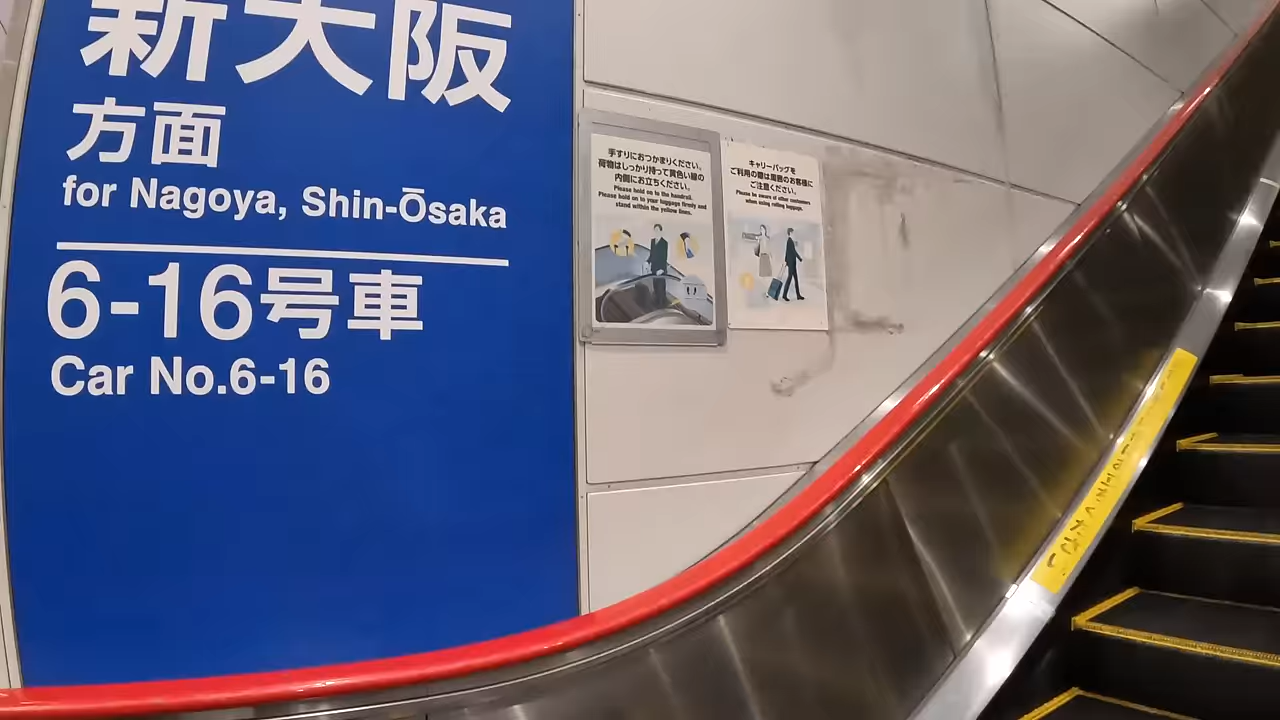 新大阪
方面
for Nagoya, Shin-Ōsaka
6-16号車
Car No.6-16
手すりにおつかまりください。
荷物はしっかり持って黄色い線の
内側にお立ちください。
Please hold on to the handrail.
Please hold on to your luggage firmly and
stand within the yellow lines.
キャリーバッグを
ご利用の際は周囲のお客様に
ご注意ください。
Please be aware of other customers
when using rolling luggage.